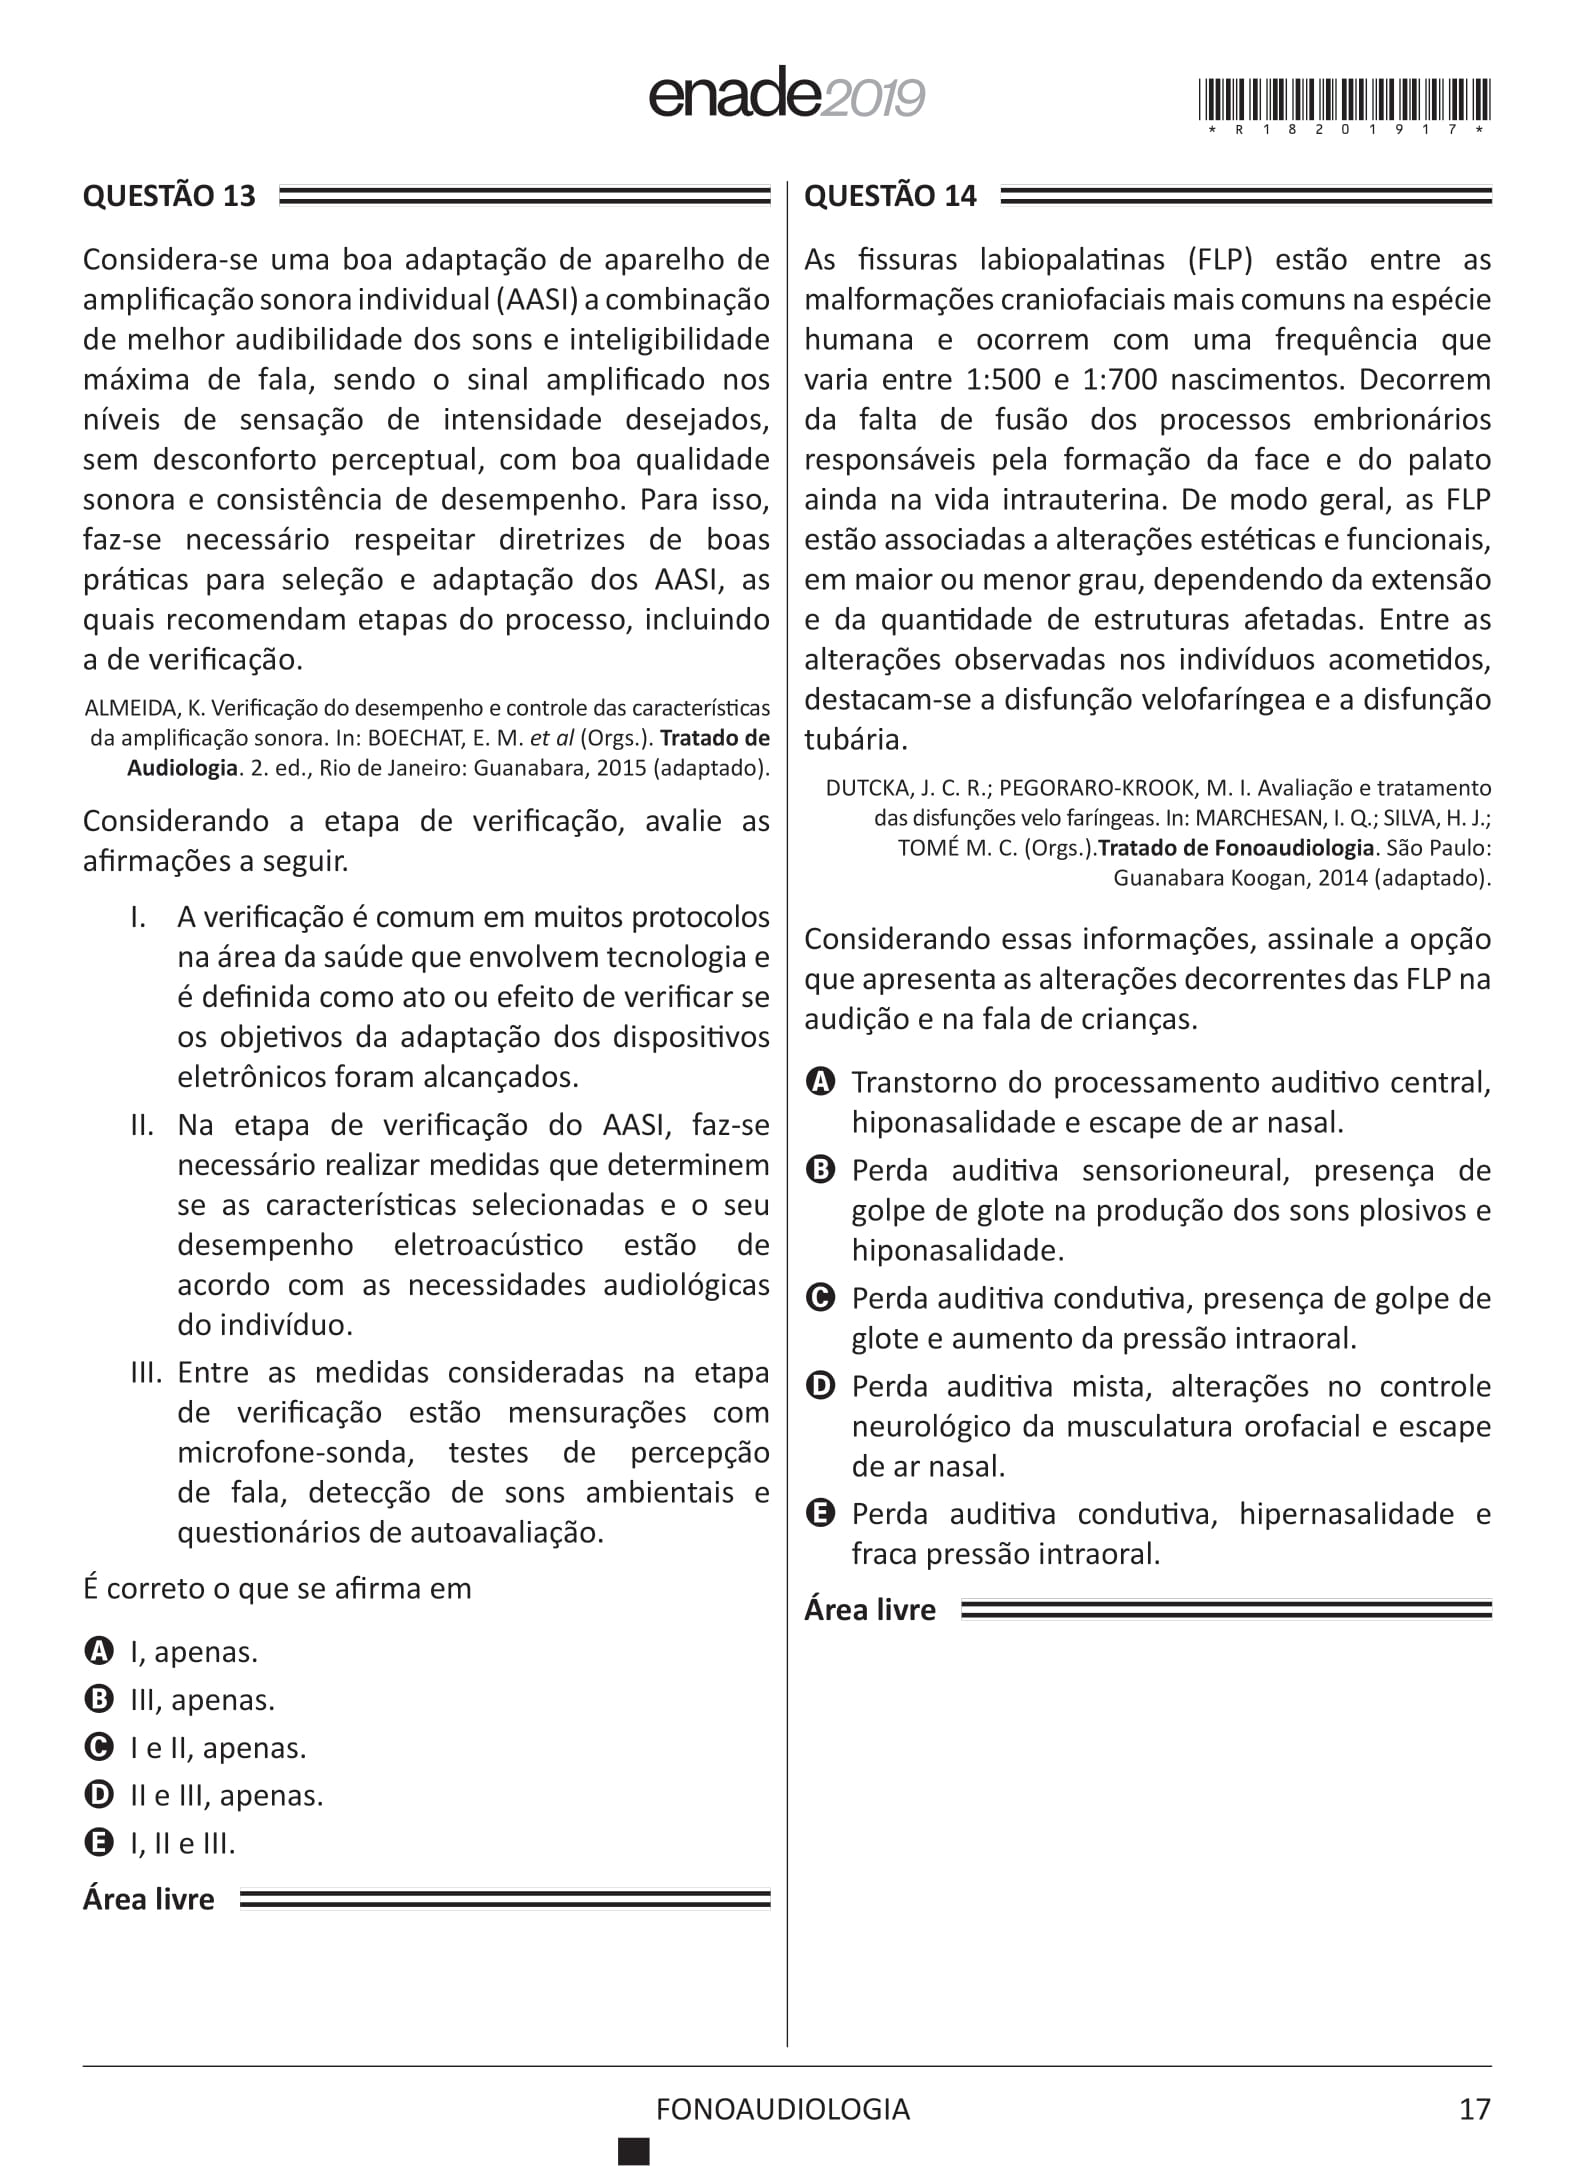 enade2019
*R18201917*
QUESTÃO 13
Considera-se uma boa adaptação de aparelho de
amplificação sonora individual (AASI) a combinação
de melhor audibilidade dos sons e inteligibilidade
máxima de fala, sendo o sinal amplificado nos
níveis de sensação de intensidade desejados,
sem desconforto perceptual, com boa qualidade
sonora e consistência de desempenho. Para isso,
faz-se necessário respeitar diretrizes de boas
práticas para seleção e adaptação dos AASI, as
quais recomendam etapas do processo, incluindo
a de verificação.
ALMEIDA, K. Verificação do desempenho e controle das características
da amplificação sonora. In: BOECHAT, E. M. et al (Orgs.). Tratado de
Audiologia. 2. ed., Rio de Janeiro: Guanabara, 2015 (adaptado).
Considerando a etapa de verificação, avalie as
afirmações a seguir.
I. A verificação é comum em muitos protocolos
na área da saúde que envolvem tecnologia e
é definida como ato ou efeito de verificar se
os objetivos da adaptação dos dispositivos
eletrônicos foram alcançados.
II. Na etapa de verificação do AASI, faz-se
necessário realizar medidas que determinem
se as características selecionadas e o seu
desempenho eletroacústico estão de
acordo com as necessidades audiológicas
do indivíduo.
III. Entre as medidas consideradas na etapa
de verificação estão mensurações com
microfone-sonda, testes de percepção
de fala, detecção de sons ambientais e
questionários de autoavaliação.
É correto o que se afirma em
A I, apenas.
B III, apenas.
C I e II, apenas.
D II e III, apenas.
E I, II e III.
Área livre
QUESTÃO 14
As fissuras labiopalatinas (FLP) estão entre as
malformações craniofaciais mais comuns na espécie
humana e ocorrem com uma frequência que
varia entre 1:500 e 1:700 nascimentos. Decorrem
da falta de fusão dos processos embrionários
responsáveis pela formação da face e do palato
ainda na vida intrauterina. De modo geral, as FLP
estão associadas a alterações estéticas e funcionais,
em maior ou menor grau, dependendo da extensão
e da quantidade de estruturas afetadas. Entre as
alterações observadas nos indivíduos acometidos,
destacam-se a disfunção velofaríngea e a disfunção
tubária.
DUTCKA, J. C. R.; PEGORARO-KROOK, M. I. Avaliação e tratamento
das disfunções velo faríngeas. In: MARCHESAN, I. Q.; SILVA, H. J.;
TOMÉ M. C. (Orgs.).Tratado de Fonoaudiologia. São Paulo:
Guanabara Koogan, 2014 (adaptado).
Considerando essas informações, assinale a opção
que apresenta as alterações decorrentes das FLP na
audição e na fala de crianças.
A Transtorno do processamento auditivo central,
hiponasalidade e escape de ar nasal.
B Perda auditiva sensorioneural, presença de
golpe de glote na produção dos sons plosivos e
hiponasalidade.
C Perda auditiva condutiva, presença de golpe de
glote e aumento da pressão intraoral.
D Perda auditiva mista, alterações no controle
neurológico da musculatura orofacial e escape
de ar nasal.
E Perda auditiva condutiva, hipernasalidade e
fraca pressão intraoral.
Área livre
FONOAUDIOLOGIA
17